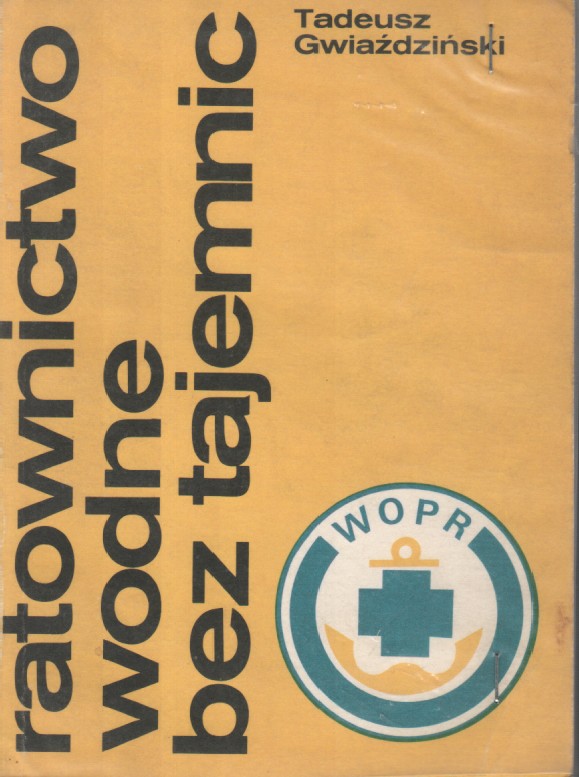 Tadeusz
Gwiaździński
ratownictwo
wodne
bez tajemnic
WOPR